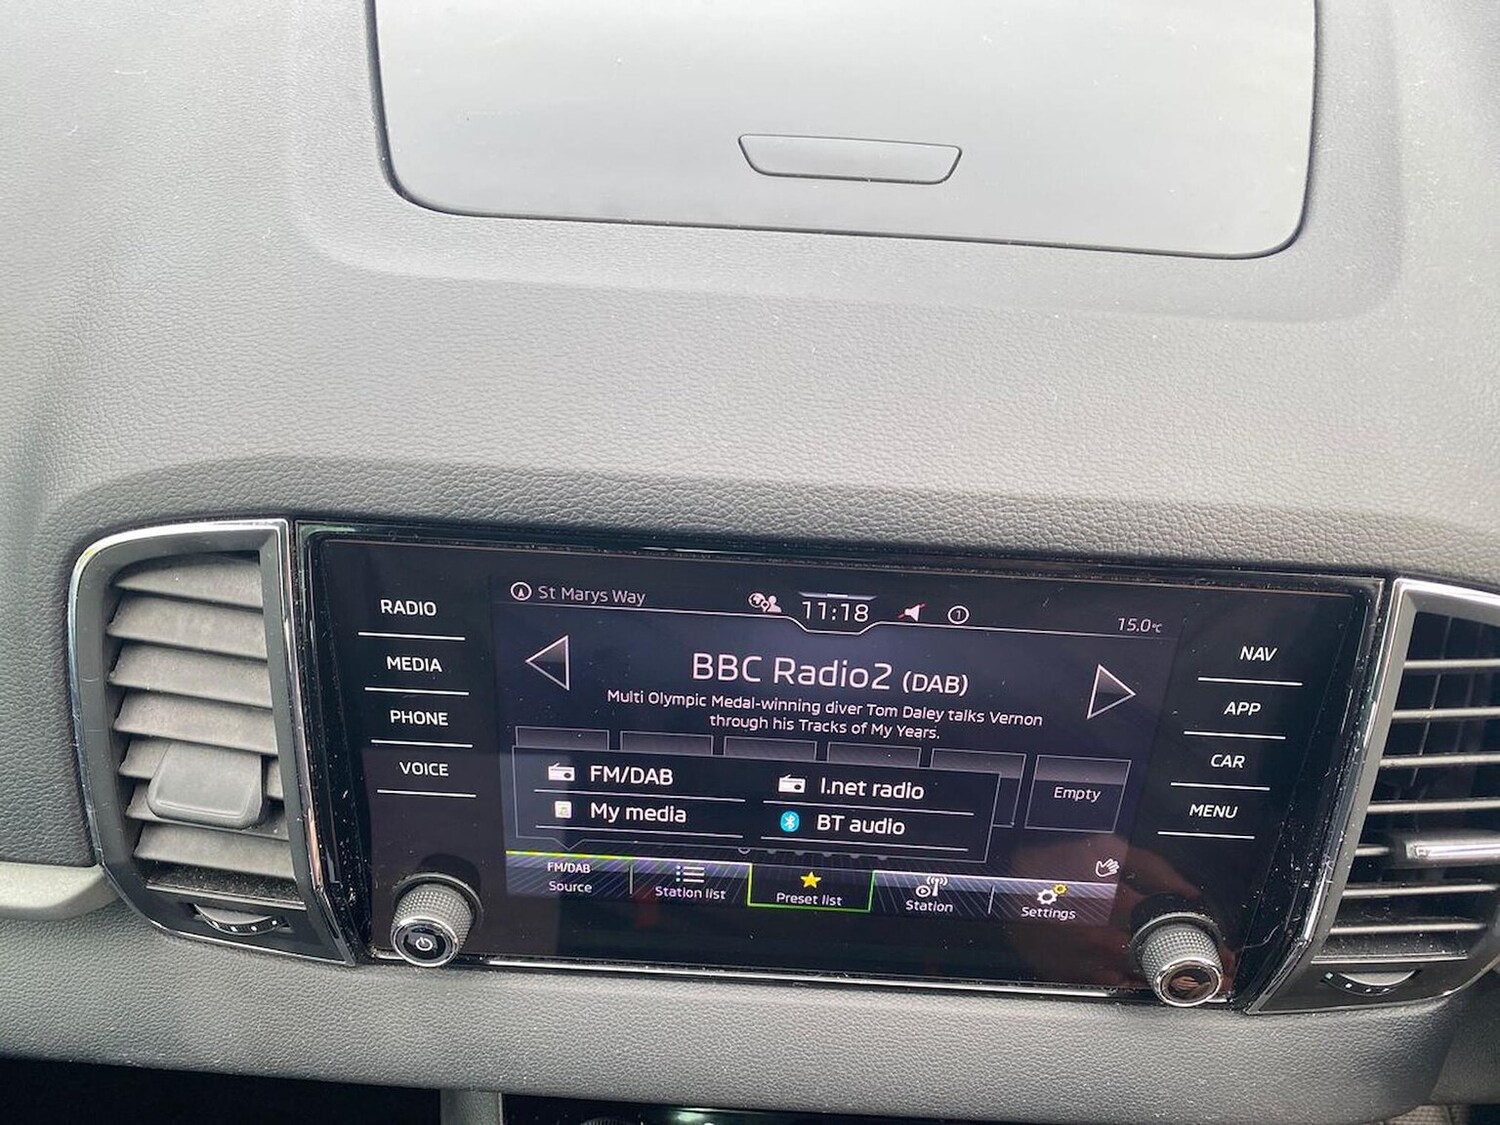 St Marys Way
11:18
1
15.0°C
RADIO
MEDIA
PHONE
VOICE
BBC Radio2 (DAB)
Multi Olympic Medal-winning diver Tom Daley talks Vernon
through his Tracks of My Years.
FM/DAB
I.net radio
My media
BT audio
Empty
FM/DAB
Source
Station list
Preset list
Station
Settings
NAV
APP
CAR
MENU